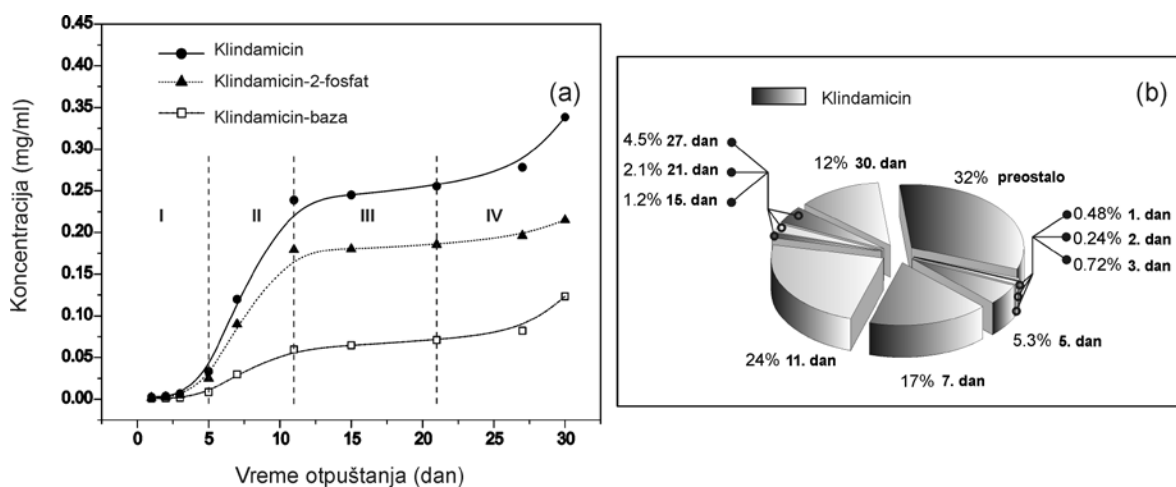 0.45
0.40
0.35
0.30
0.25
0.20
0.15
0.10
0.05
0.00
Koncentracija (mg/ml)
Klindamicin
Klindamicin-2-fosfat
Klindamicin-baza
(a)
I
II
III
IV
0
5
10
15
20
25
30
Vreme otpuštanja (dan)
Klindamicin
(b)
4.5% 27. dan
2.1% 21. dan
1.2% 15. dan
12% 30. dan
32% preostalo
0.48% 1. dan
0.24% 2. dan
0.72% 3. dan
5.3% 5. dan
17% 7. dan
24% 11. dan